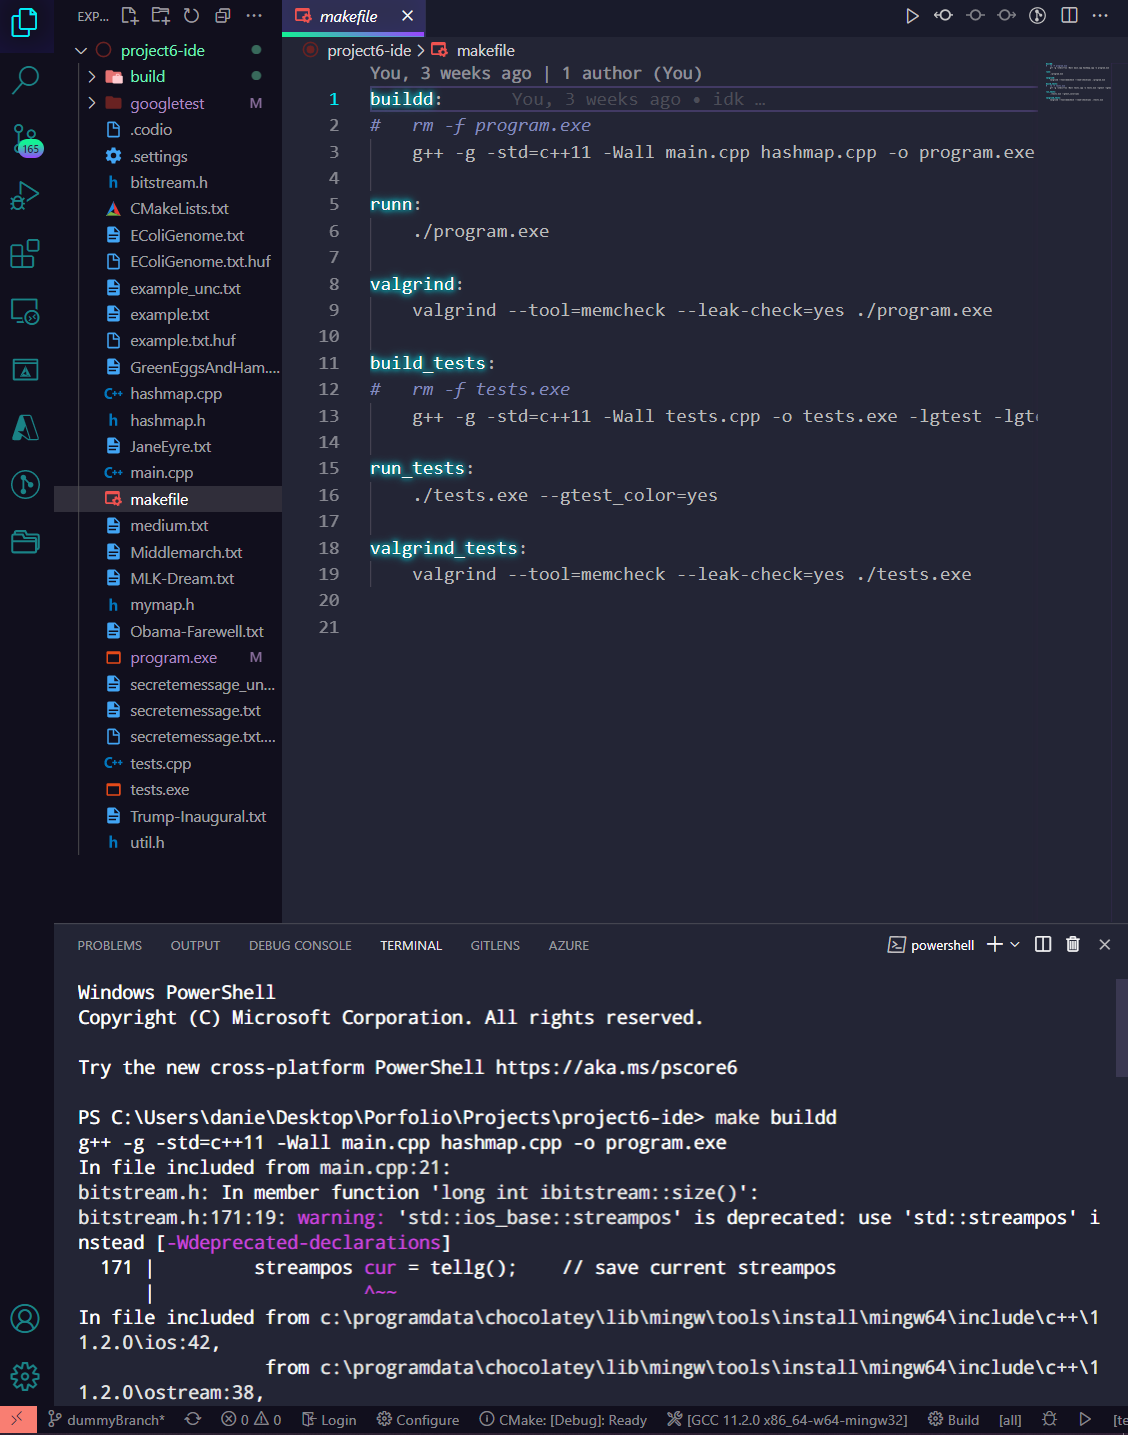 EXP...
makefile
project6-ide
build
googletest M
.codio
.settings
bitstream.h
CMakeLists.txt
EColiGenome.txt
EColiGenome.txt.huf
example_unc.txt
example.txt
example.txt.huf
GreenEggsAndHam....
hashmap.cpp
hashmap.h
JaneEyre.txt
main.cpp
makefile
medium.txt
Middlemarch.txt
MLK-Dream.txt
mymap.h
Obama-Farewell.txt
program.exe M
secretemessage_un...
secretemessage.txt
secretemessage.txt....
tests.cpp
tests.exe
Trump-Inaugural.txt
util.h
165
project6-ide > makefile
You, 3 weeks ago | 1 author (You)
1 buildd: You, 3 weeks ago • idk …
2 # rm -f program.exe
3 g++ -g -std=c++11 -Wall main.cpp hashmap.cpp -o program.exe
4
5 runn:
6 ./program.exe
7
8 valgrind:
9 valgrind --tool=memcheck --leak-check=yes ./program.exe
10
11 build_tests:
12 # rm -f tests.exe
13 g++ -g -std=c++11 -Wall tests.cpp -o tests.exe -lgtest -lgt
14
15 run_tests:
16 ./tests.exe --gtest_color=yes
17
18 valgrind_tests:
19 valgrind --tool=memcheck --leak-check=yes ./tests.exe
20
21
PROBLEMS OUTPUT DEBUG CONSOLE TERMINAL GITLENS AZURE powershell
Windows PowerShell
Copyright (C) Microsoft Corporation. All rights reserved.
Try the new cross-platform PowerShell https://aka.ms/pscore6
PS C:\Users\danie\Desktop\Porfolio\Projects\project6-ide> make buildd
g++ -g -std=c++11 -Wall main.cpp hashmap.cpp -o program.exe
In file included from main.cpp:21:
bitstream.h: In member function 'long int ibitstream::size()':
bitstream.h:171:19: warning: 'std::ios_base::streampos' is deprecated: use 'std::streampos' i
nstead [-Wdeprecated-declarations]
171 | streampos cur = tellg(); // save current streampos
| ^~~
In file included from c:\programdata\chocolatey\lib\mingw\tools\install\mingw64\include\c++\1
1.2.0\ios:42,
from c:\programdata\chocolatey\lib\mingw\tools\install\mingw64\include\c++\1
1.2.0\ostream:38,
dummyBranch* 0 0 Login Configure CMake: [Debug]: Ready [GCC 11.2.0 x86_64-w64-mingw32] Build [all] [te